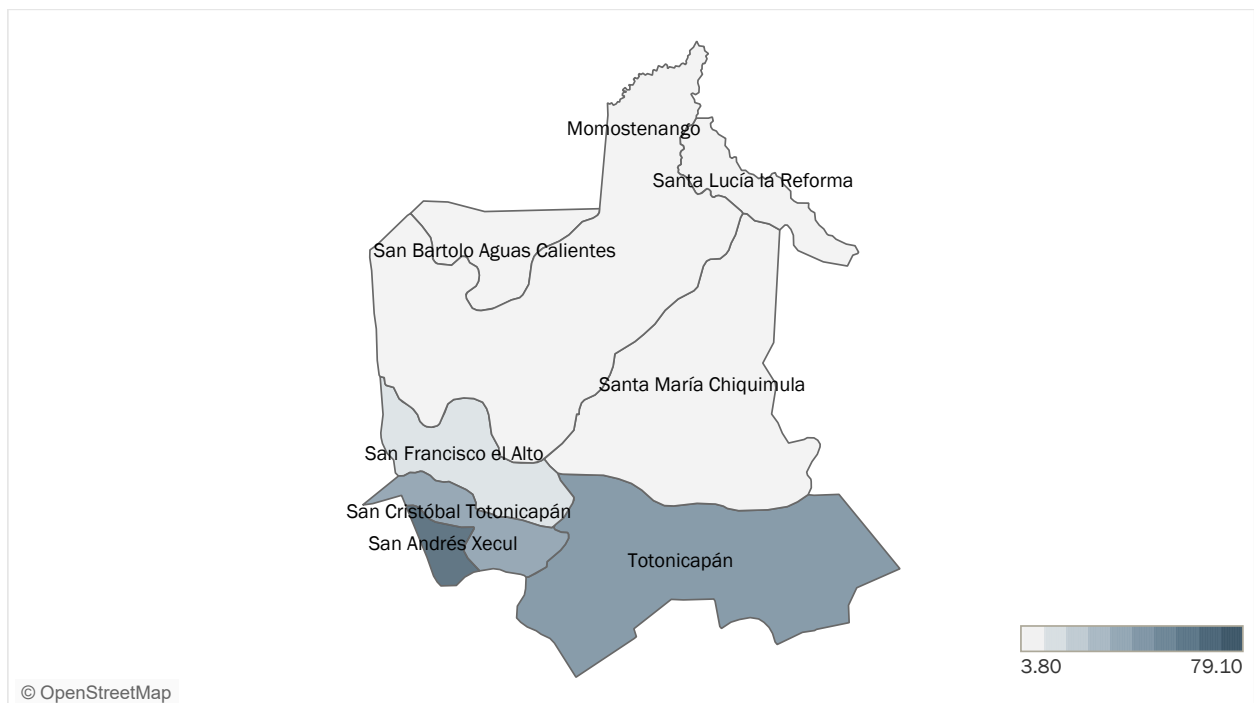 Momostenango
Santa Lucía la Reforma
San Bartolo Aguas Calientes
Santa María Chiquimula
San Francisco el Alto
San Cristóbal Totonicapán
San Andrés Xecul
Totonicapán
3.80 79.10
© OpenStreetMap